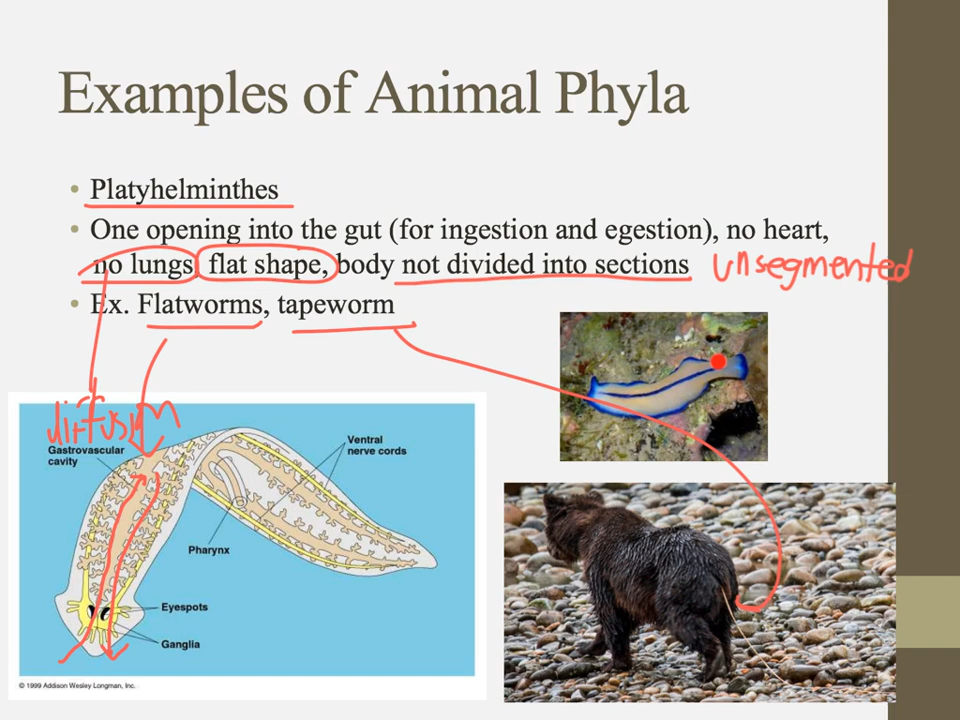 Examples of Animal Phyla
• Platyhelminthes
• One opening into the gut (for ingestion and egestion), no heart,
no lungs, flat shape, body not divided into sections unsegmented
• Ex. Flatworms, tapeworm
diffusion
Gastrovascular
cavity
Ventral
nerve cords
Pharynx
Eyespots
Ganglia
© 1999 Addison Wesley Longman, Inc.